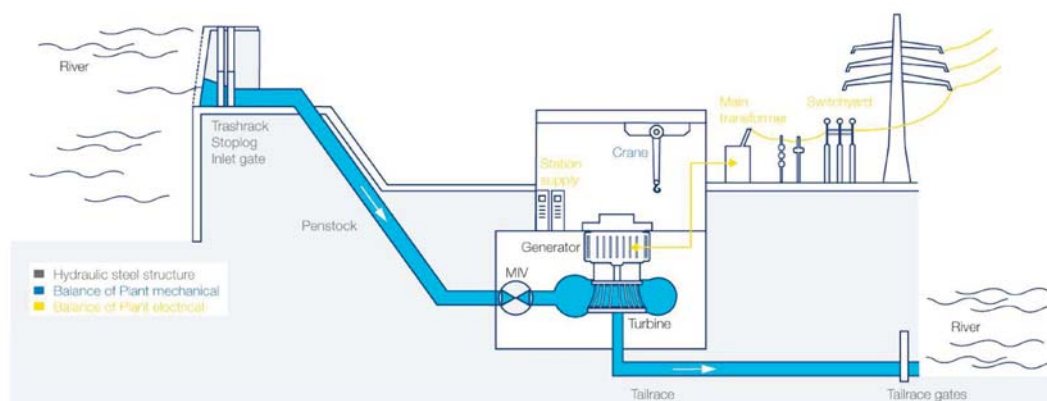 River
Trashrack
Stoplog
Inlet gate
Penstock
Station
supply
Crane
Main
transformer
Switchyard
Generator
MIV
Turbine
Hydraulic steel structure
Balance of Plant mechanical
Balance of Plant electrical
River
Tailrace
Tailrace gates